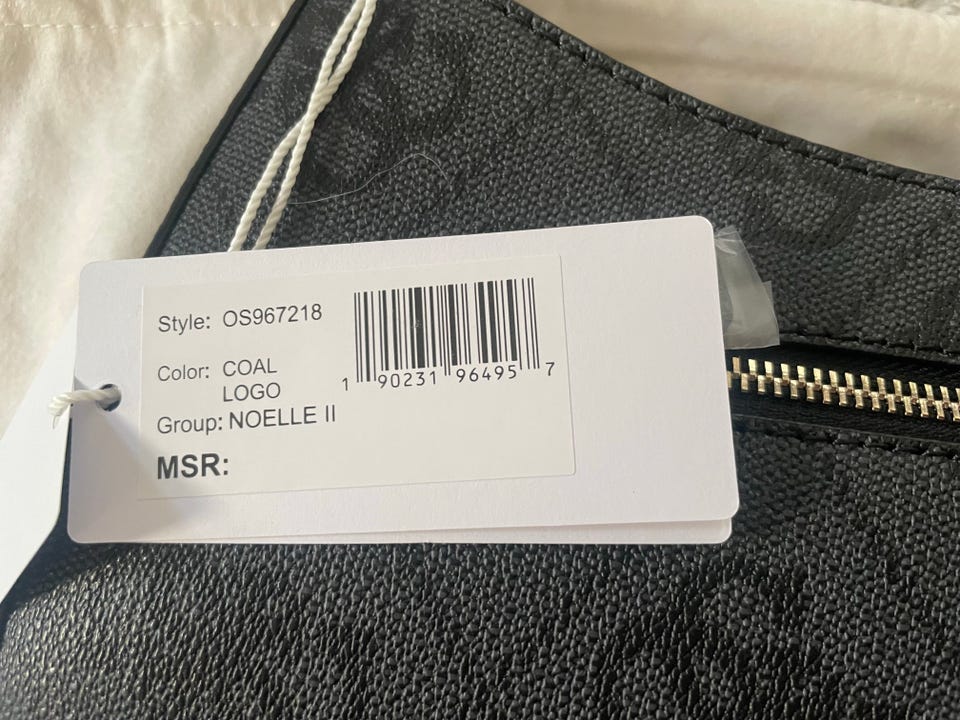 Style: OS967218
Color: COAL
LOGO
Group: NOELLE II
MSR:
1 90231 96495 7